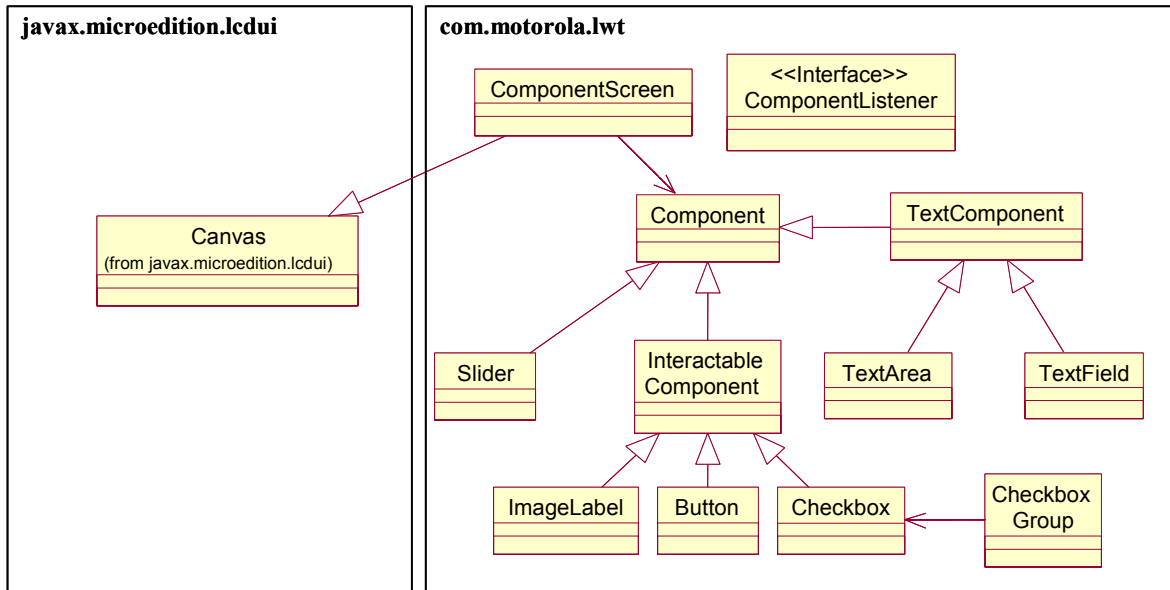 javax.microedition.lcdui
com.motorola.lwt
ComponentScreen
<<Interface>>
ComponentListener
Canvas
(from javax.microedition.lcdui)
Component
TextComponent
Slider
Interactable
Component
TextArea
TextField
ImageLabel
Button
Checkbox
Checkbox
Group